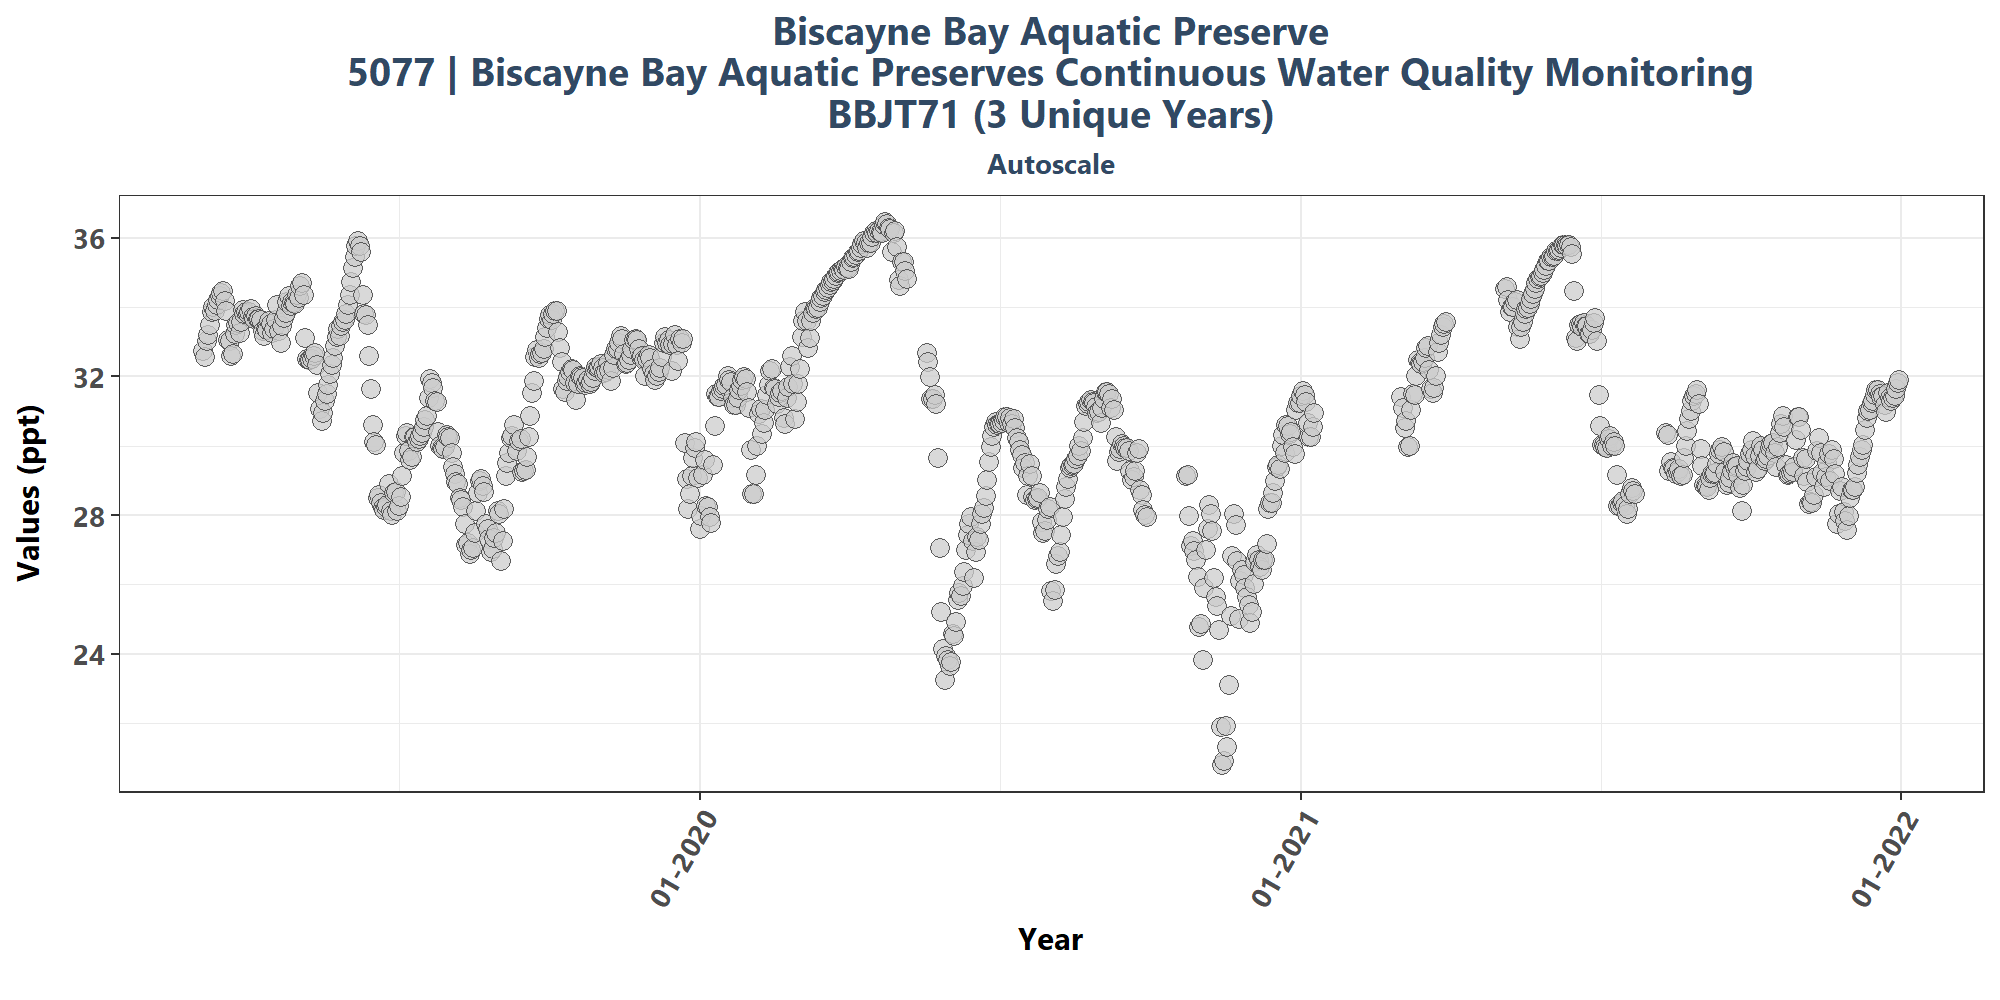 Biscayne Bay Aquatic Preserve
5077 | Biscayne Bay Aquatic Preserves Continuous Water Quality Monitoring
BBJT71 (3 Unique Years)
Autoscale
Values (ppt)
36
32
28
24
01-2020
01-2021
01-2022
Year